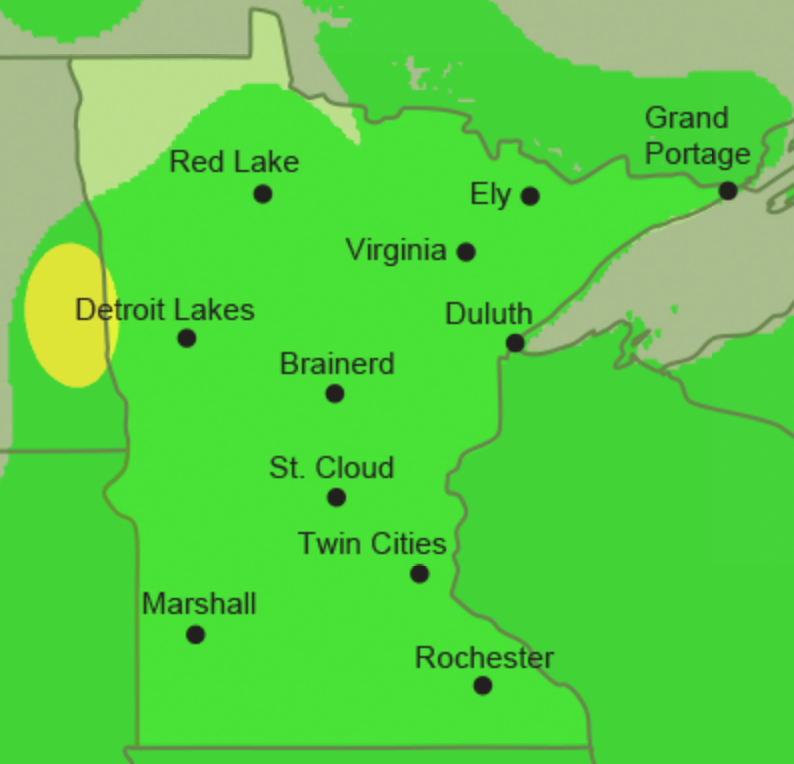 Grand
Portage
Red Lake
Ely
Virginia
Detroit Lakes
Duluth
Brainerd
St. Cloud
Twin Cities
Marshall
Rochester